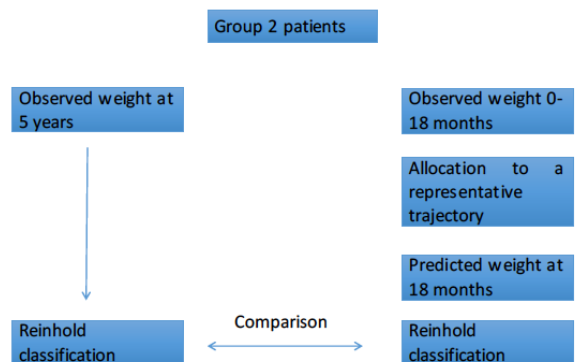 Group 2 patients
Observed weight at
5 years
Observed weight 0-
18 months
Allocation to a
representative
trajectory
Predicted weight at
18 months
Reinhold
classification
Comparison
Reinhold
classification